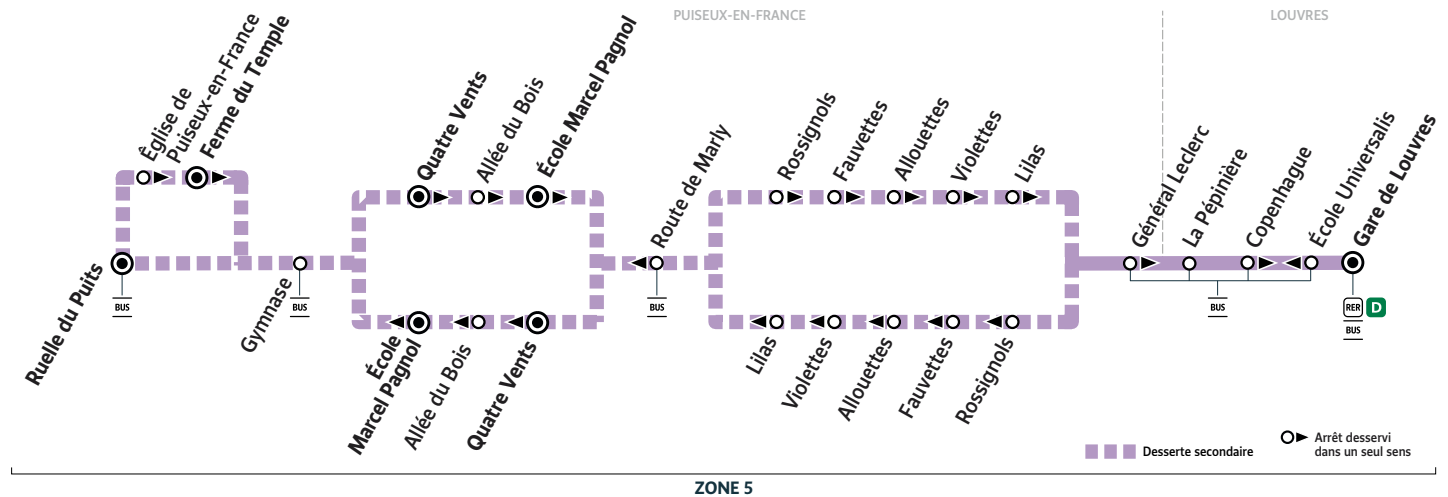 PUISEUX-EN-FRANCE
LOUVRES
Église de
Puiseux-en-France
Ferme du Temple
Quatre Vents
Allée du Bois
École Marcel Pagnol
Route de Marly
Rossignols
Fauvettes
Allouettes
Violettes
Lilas
Général Leclerc
La Pépinière
Copenhague
École Universalis
Gare de Louvres
Ruelle du Puits
BUS
Gymnase
BUS
École
Marcel Pagnol
Allée du Bois
Quatre Vents
BUS
Lilas
Violettes
Allouettes
Fauvettes
Rossignols
BUS
RER D
BUS
Desserte secondaire
Arrêt desservi
dans un seul sens
ZONE 5